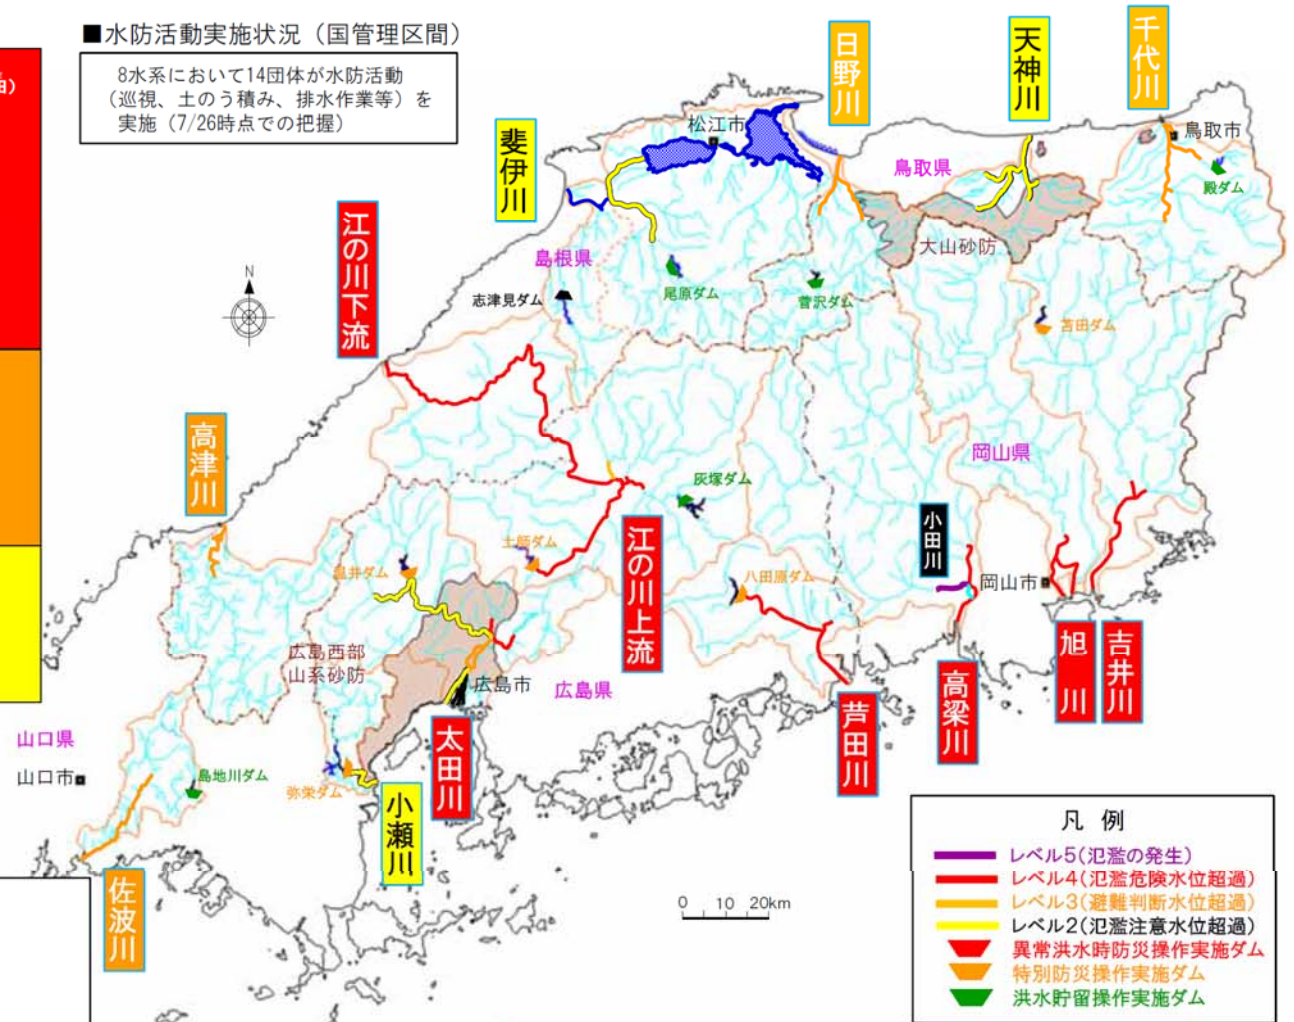 ■水防活動実施状況（国管理区間）
8水系において14団体が水防活動
（巡視、土のう積み、排水作業等）を
実施（7/26時点での把握）
日野川
天神川
千代川
斐伊川
松江市
鳥取市
鳥取県
殿ダム
江の川下流
島根県
大山砂防
志津見ダム
尾原ダム
菅沢ダム
苫田ダム
N
高津川
岡山県
灰塚ダム
小田川
土師ダム
温井ダム
江の川上流
八田原ダム
岡山市
広島西部
山系砂防
広島市
広島県
旭川
吉井川
高梁川
芦田川
太田川
山口県
山口市
島地川ダム
弥栄ダム
小瀬川
佐波川
0 10 20km
凡 例
レベル5（氾濫の発生）
レベル4（氾濫危険水位超過）
レベル3（避難判断水位超過）
レベル2（氾濫注意水位超過）
異常洪水時防災操作実施ダム
特別防災操作実施ダム
洪水貯留操作実施ダム